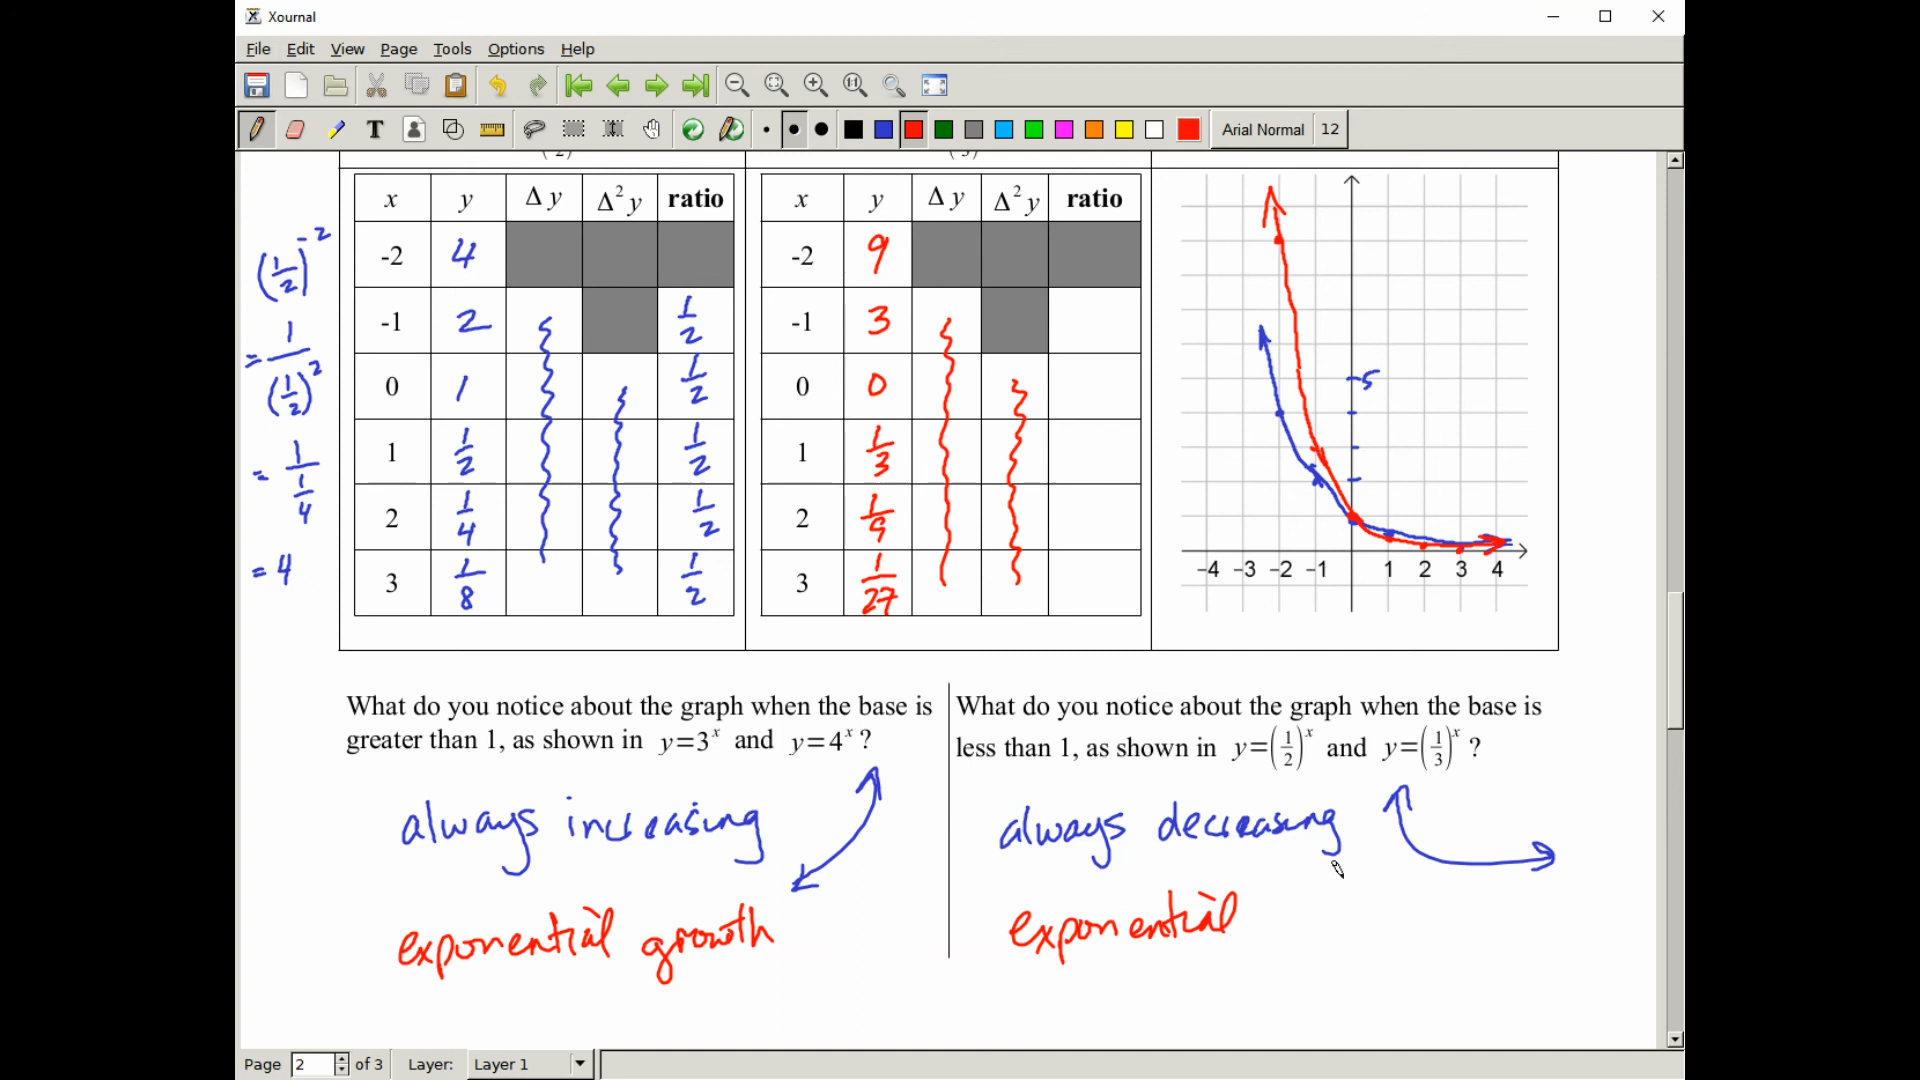 Xournal
File Edit View Page Tools Options Help
Arial Normal 12
x y Δy Δ²y ratio
-2 4
-1 2 1/2
0 1 1/2
1 1/2 1/2
2 1/4 1/2
3 1/8 1/2
x y Δy Δ²y ratio
-2 9
-1 3
0 0
1 1/3
2 1/9
3 1/27
(1/2)^-2
= 1/(1/2)^2
= 1/(1/4)
= 4
5
-4 -3 -2 -1 1 2 3 4
What do you notice about the graph when the base is
greater than 1, as shown in y=3^x and y=4^x ?
always increasing
exponential growth
What do you notice about the graph when the base is
less than 1, as shown in y=(1/2)^x and y=(1/3)^x ?
always decreasing
exponential
Page 2 of 3 Layer: Layer 1